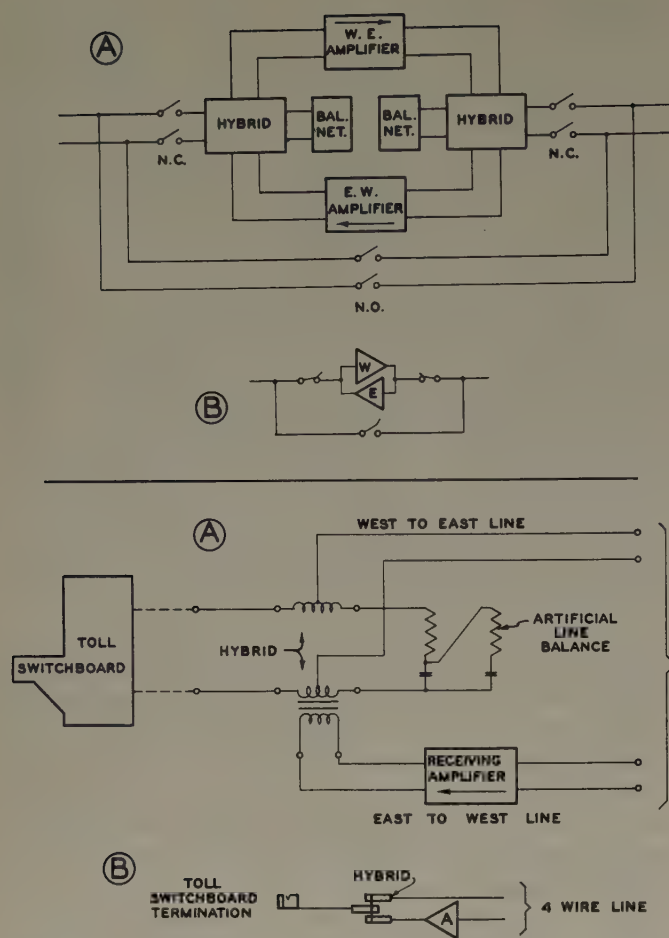 A
W. E.
AMPLIFIER
HYBRID
BAL.
NET.
BAL.
NET.
HYBRID
N.C.
N.C.
E.W.
AMPLIFIER
N.O.
B
W
E
A
WEST TO EAST LINE
TOLL
SWITCHBOARD
HYBRID
ARTIFICIAL
LINE
BALANCE
RECEIVING
AMPLIFIER
EAST TO WEST LINE
B
TOLL
SWITCHBOARD
TERMINATION
HYBRID
A
4 WIRE LINE